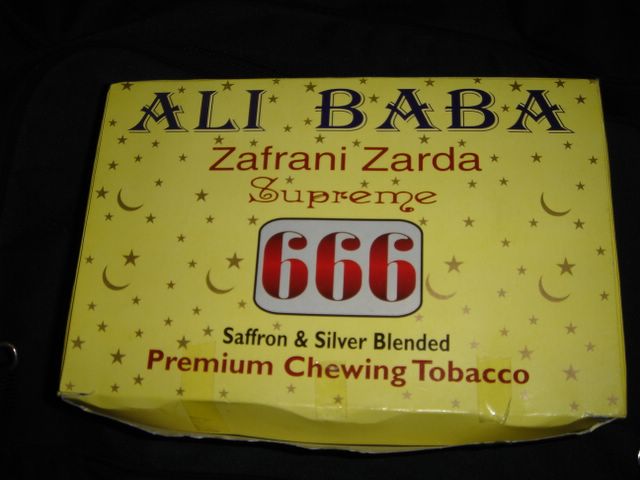 ALI BABA
Zafrani Zarda
Supreme
666
Saffron & Silver Blended
Premium Chewing Tobacco